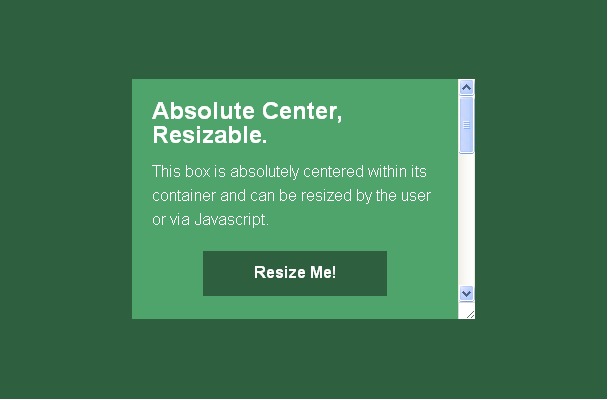 Absolute Center,
Resizable.
This box is absolutely centered within its
container and can be resized by the user
or via Javascript.
Resize Me!